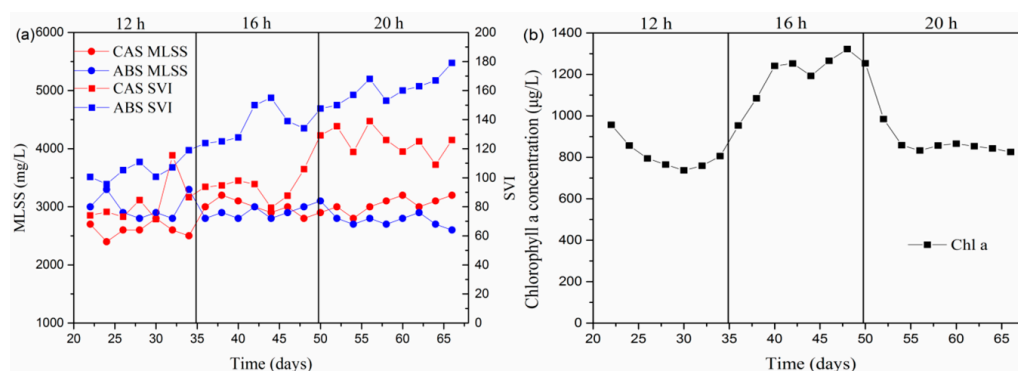 12 h 16 h 20 h
(a)
CAS MLSS
ABS MLSS
CAS SVI
ABS SVI
6000
5000
4000
3000
2000
1000
MLSS (mg/L)
200
180
160
140
120
100
80
60
40
20
0
SVI
20 25 30 35 40 45 50 55 60 65
Time (days)
12 h 16 h 20 h
(b)
1400
1200
1000
800
600
400
200
0
Chlorophyll a concentration (μg/L)
Chl a
20 25 30 35 40 45 50 55 60 65
Time (days)